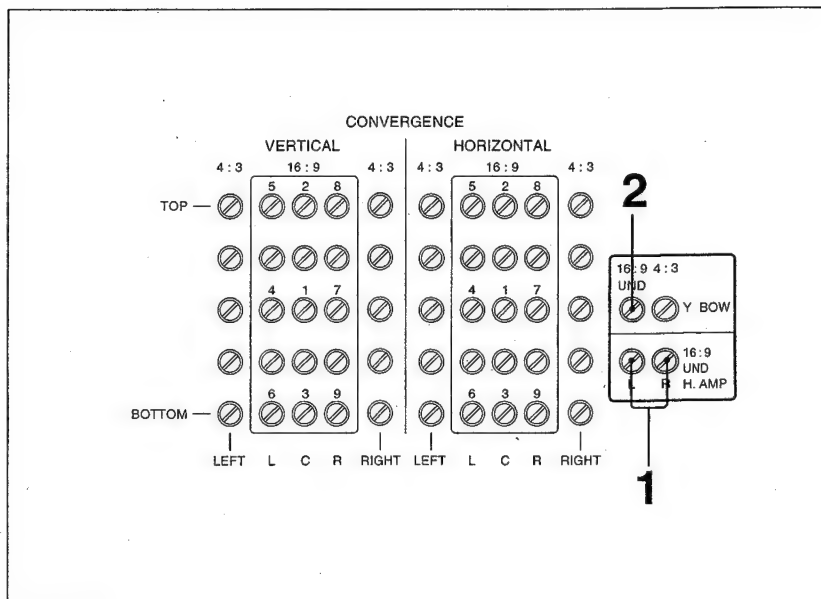 CONVERGENCE
VERTICAL HORIZONTAL
4 : 3 16 : 9 4 : 3 4 : 3 16 : 9 4 : 3
5 2 8 5 2 8
TOP
2
16:9 4:3
UND
4 1 7 4 1 7
Y BOW
16:9
UND
L R H. AMP
6 3 9 6 3 9
BOTTOM
LEFT L C R RIGHT LEFT L C R RIGHT
1